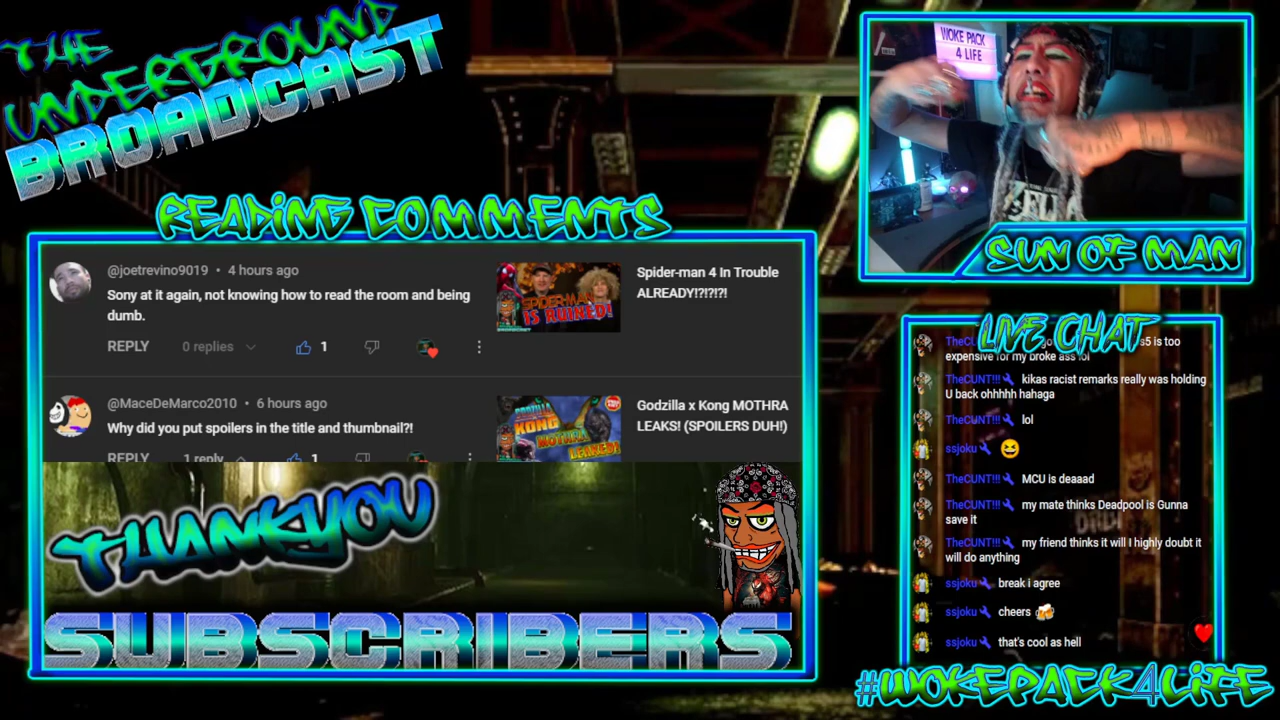 THE
UNDERGROUND
BROADCAST
READING COMMENTS
@joetrevino9019 • 4 hours ago
Sony at it again, not knowing how to read the room and being
dumb.
REPLY 0 replies 1
SPIDER-MAN
IS RUINED!
Spider-man 4 In Trouble
ALREADY!?!?!?!
@MaceDeMarco2010 • 6 hours ago
Why did you put spoilers in the title and thumbnail?!
REPLY 1 reply 1
GODZILLA
KONG
MOTHRA
LEAKED!
Godzilla x Kong MOTHRA
LEAKS! (SPOILERS DUH!)
THANKYOU
SUBSCRIBERS
WOKE PACK
4 LIFE
SUN OF MAN
LIVE CHAT
s5 is too
expensive for my broke ass lol
TheCUNT!!! kikas racist remarks really was holding
U back ohhhhh hahaga
TheCUNT!!! lol
ssjoku 😆
TheCUNT!!! MCU is deaaad
TheCUNT!!! my mate thinks Deadpool is Gunna
save it
TheCUNT!!! my friend thinks it will I highly doubt it
will do anything
ssjoku break i agree
ssjoku cheers 🍻
ssjoku that's cool as hell
#WOKEPACK4LIFE